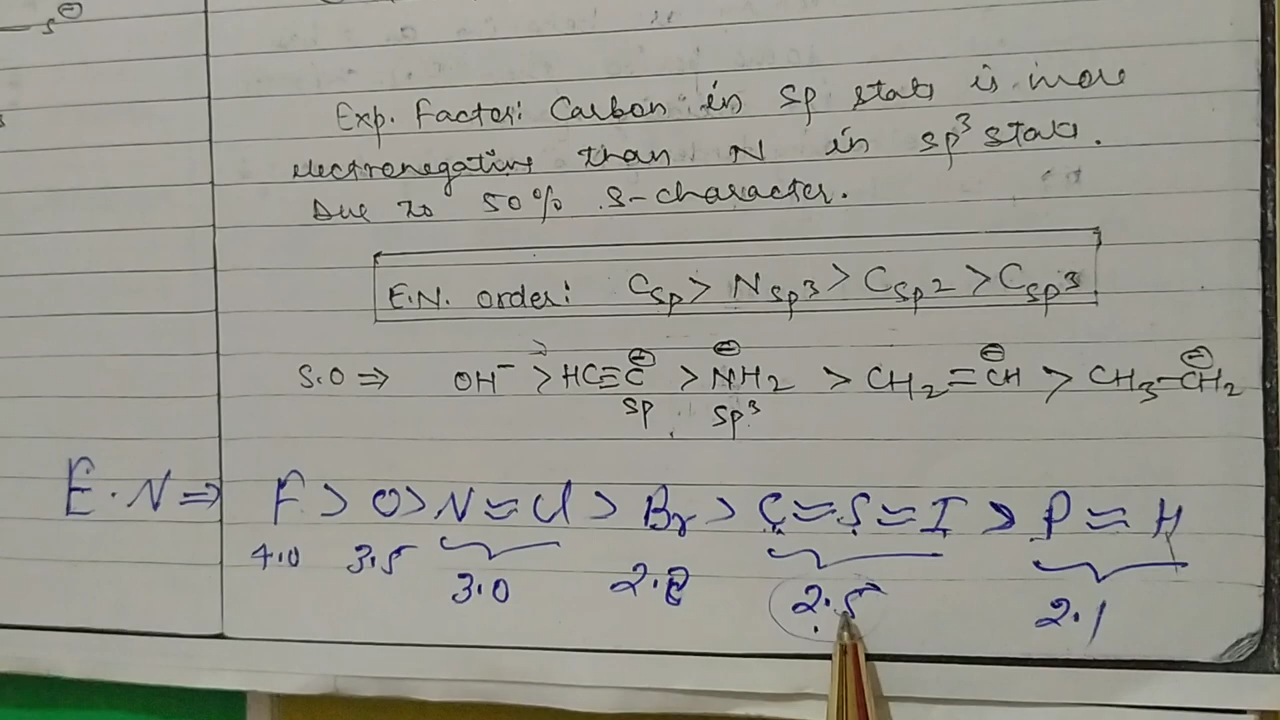 s⊖
Exp. Factor: Carbon in sp state is more
electronegative than N in sp³ state.
Due to 50% s-character.
E.N. order: Csp > Nsp3 > Csp2 > Csp3
S.O ⇒ OH⁻ > HC≡C⊖ > N⊖H2 > CH2=C⊖H > CH3-C⊖H2
sp sp³
E.N ⇒ F > O > N = Cl > Br > C = S = I > P = H
4.0 3.5 3.0 2.8 2.5 2.1